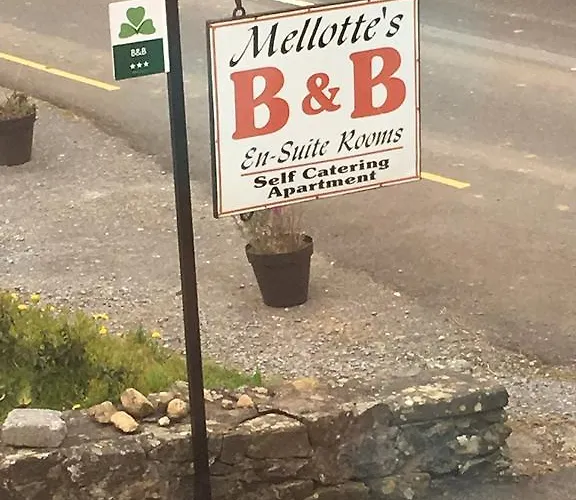 B&B
★★★
Mellotte's
B & B
En-Suite Rooms
Self Catering
Apartment